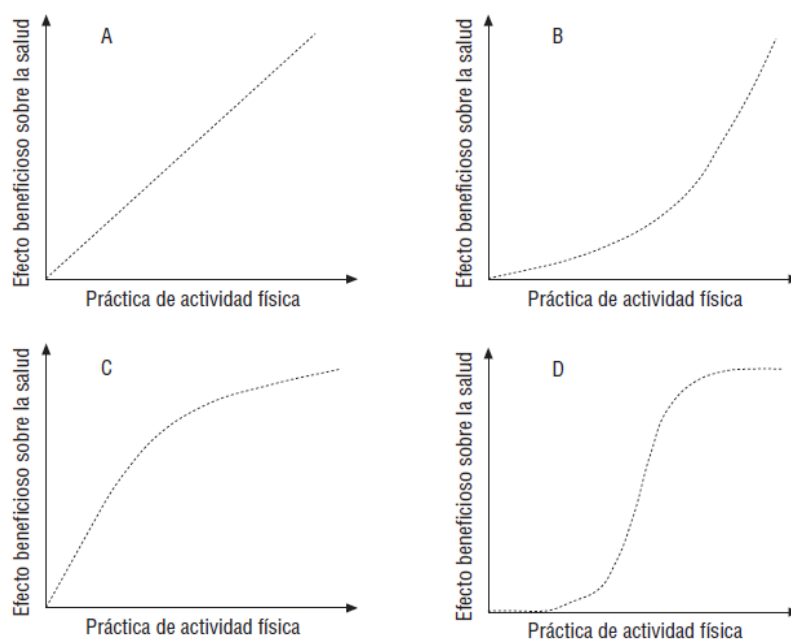 A
Efecto beneficioso sobre la salud
Práctica de actividad física
B
Efecto beneficioso sobre la salud
Práctica de actividad física
C
Efecto beneficioso sobre la salud
Práctica de actividad física
D
Efecto beneficioso sobre la salud
Práctica de actividad física